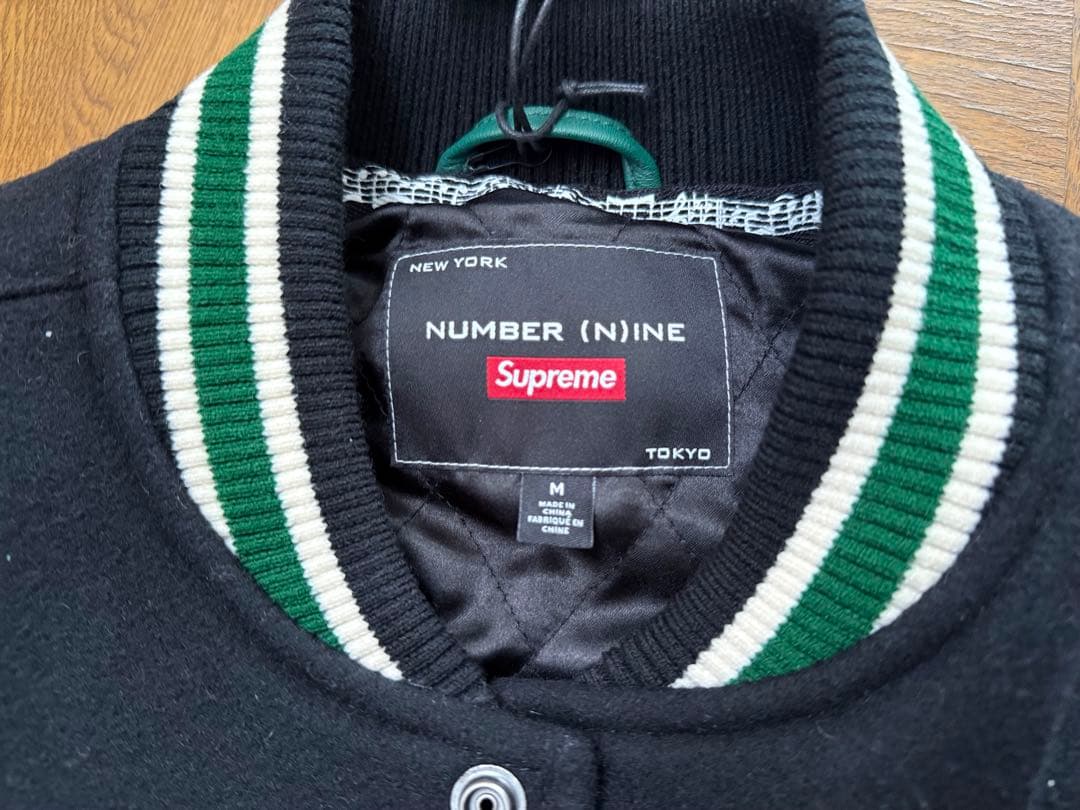 NEW YORK
NUMBER (N)INE
Supreme
TOKYO
M
MADE IN
CHINA
FABRIQUÉ EN
CHINE